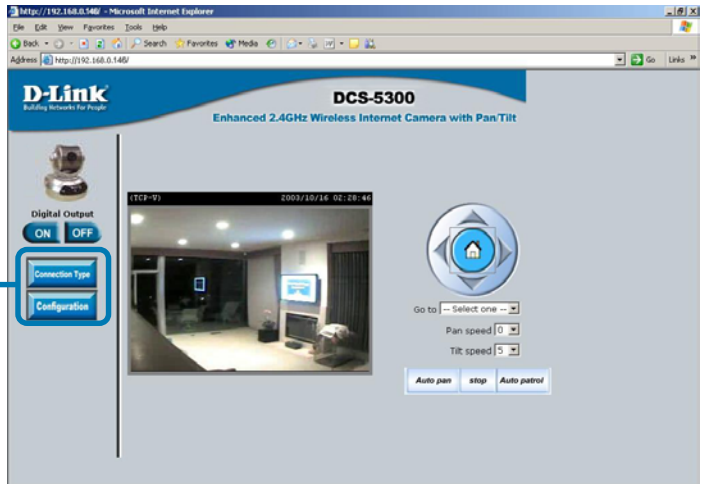 http://192.168.0.146/ - Microsoft Internet Explorer
File Edit View Favorites Tools Help
Back Search Favorites Media
Address http://192.168.0.146/ Go Links »
D-Link
Building Networks for People
DCS-5300
Enhanced 2.4GHz Wireless Internet Camera with Pan/Tilt
(TCP-V) 2003/10/16 02:28:46
Digital Output
ON OFF
Connection Type
Configuration
Go to -- Select one --
Pan speed 0
Tilt speed 5
Auto pan stop Auto patrol